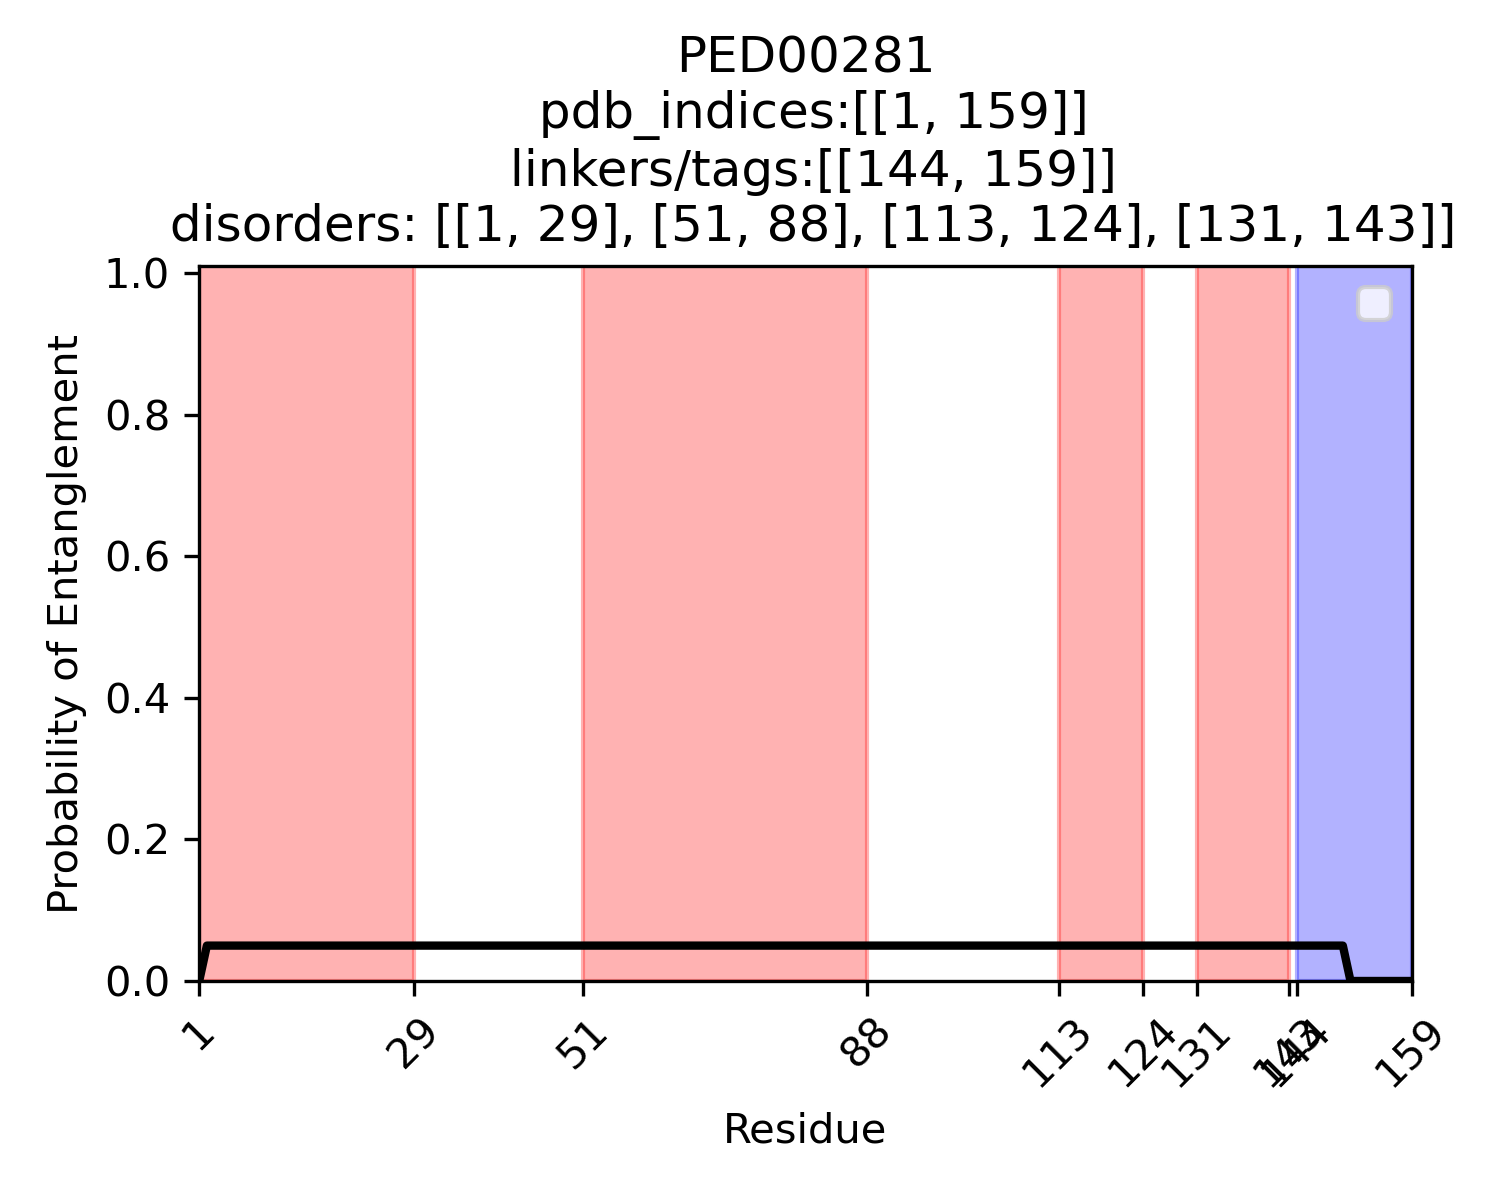 PED00281
pdb_indices:[[1, 159]]
linkers/tags:[[144, 159]]
disorders: [[1, 29], [51, 88], [113, 124], [131, 143]]
1.0
0.8
0.6
0.4
0.2
0.0
Probability of Entanglement
1
29
51
88
113
124
131
143
144
159
Residue